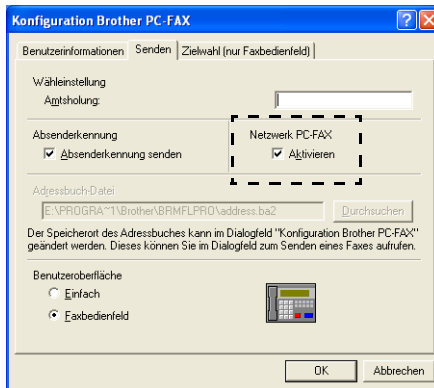 Konfiguration Brother PC-FAX
Benutzerinformationen Senden Zielwahl (nur Faxbedienfeld)
Wähleinstellung
Amtsholung:
Absenderkennung Netzwerk PC-FAX
Absenderkennung senden Aktivieren
Adressbuch-Datei
E:\PROGRA~1\Brother\BRMFLPRO\address.ba2 Durchsuchen
Der Speicherort des Adressbuches kann im Dialogfeld "Konfiguration Brother PC-FAX"
geändert werden. Dieses können Sie im Dialogfeld zum Senden eines Faxes aufrufen.
Benutzeroberfläche
Einfach
Faxbedienfeld
OK Abbrechen